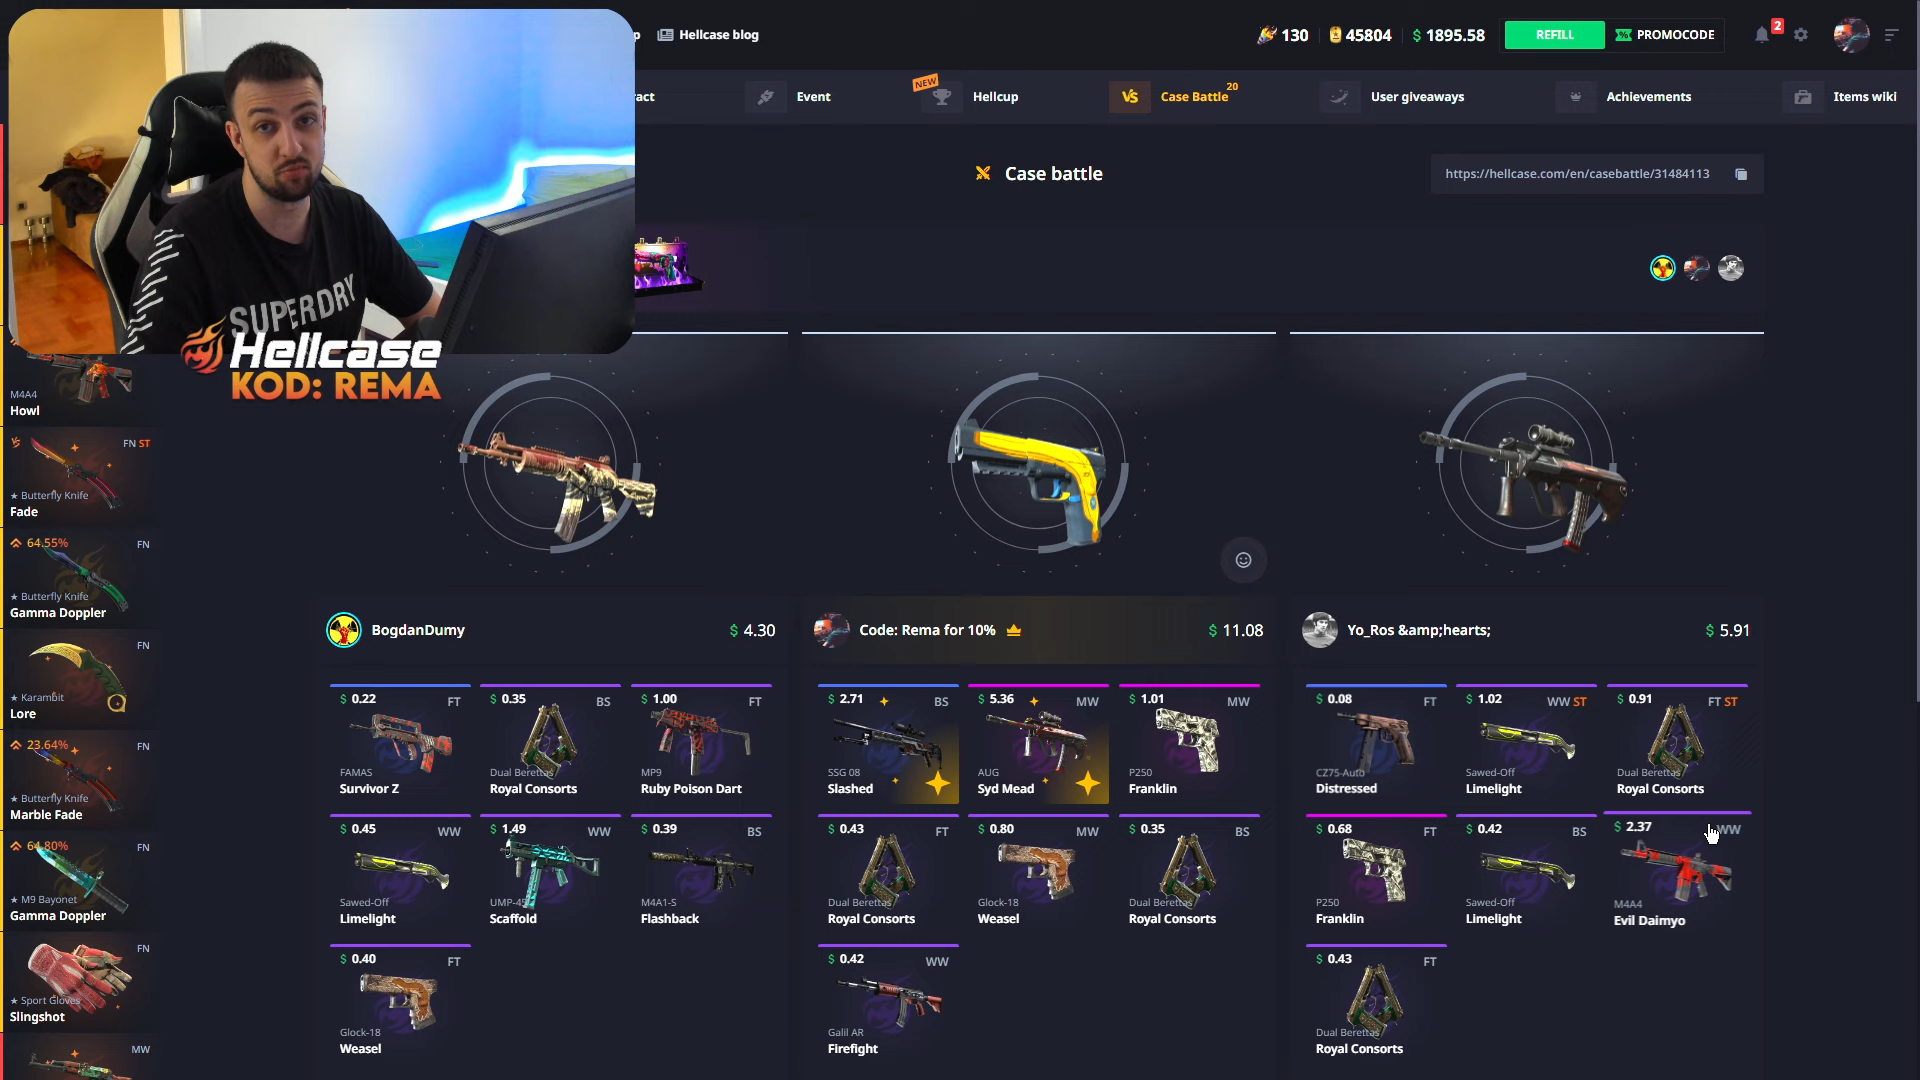 p
Hellcase blog
130
45804
$ 1895.58
REFILL
PROMOCODE
2
ract
Event
NEW
Hellcup
VS
Case Battle
20
User giveaways
Achievements
Items wiki
Case battle
https://hellcase.com/en/casebattle/31484113
SUPERDRY
Hellcase
KOD: REMA
M4A4
Howl
FN ST
★ Butterfly Knife
Fade
64.55%
FN
★ Butterfly Knife
Gamma Doppler
FN
★ Karambit
Lore
23.64%
FN
★ Butterfly Knife
Marble Fade
64.80%
FN
★ M9 Bayonet
Gamma Doppler
FN
★ Sport Gloves
Slingshot
MW
BogdanDumy
$ 4.30
$ 0.22
FT
FAMAS
Survivor Z
$ 0.35
BS
Dual Berettas
Royal Consorts
$ 1.00
FT
MP9
Ruby Poison Dart
$ 0.45
WW
Sawed-Off
Limelight
$ 1.49
WW
UMP-45
Scaffold
$ 0.39
BS
M4A1-S
Flashback
$ 0.40
FT
Glock-18
Weasel
Code: Rema for 10%
$ 11.08
$ 2.71
BS
SSG 08
Slashed
$ 5.36
MW
AUG
Syd Mead
$ 1.01
MW
P250
Franklin
$ 0.43
FT
Dual Berettas
Royal Consorts
$ 0.80
MW
Glock-18
Weasel
$ 0.35
BS
Dual Berettas
Royal Consorts
$ 0.42
WW
Galil AR
Firefight
Yo_Ros &amp;hearts;
$ 5.91
$ 0.08
FT
CZ75-Auto
Distressed
$ 1.02
WW ST
Sawed-Off
Limelight
$ 0.91
FT ST
Dual Berettas
Royal Consorts
$ 0.68
FT
P250
Franklin
$ 0.42
BS
Sawed-Off
Limelight
$ 2.37
WW
M4A4
Evil Daimyo
$ 0.43
FT
Dual Berettas
Royal Consorts